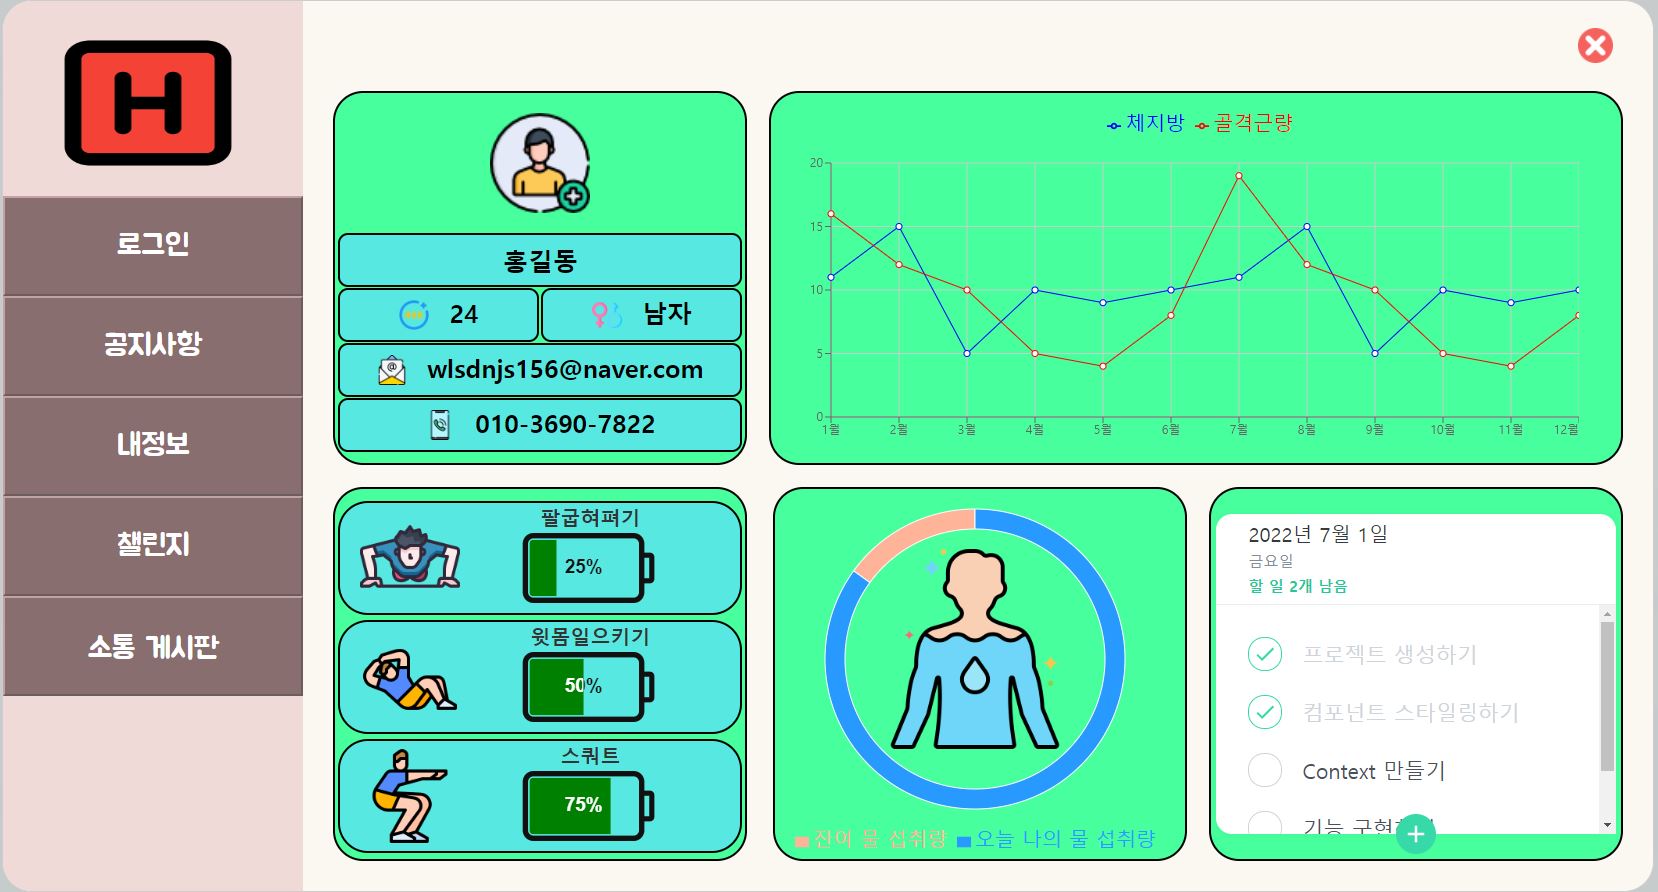 H
로그인
공지사항
내정보
챌린지
소통 게시판
홍길동
24
남자
wlsdnjs156@naver.com
010-3690-7822
체지방 골격근량
20
15
10
5
0
1월 2월 3월 4월 5월 6월 7월 8월 9월 10월 11월 12월
팔굽혀펴기
25%
윗몸일으키기
50%
스쿼트
75%
물 섭취량 오늘 나의 물 섭취량
2022년 7월 1일
금요일
할 일 2개 남음
프로젝트 생성하기
컴포넌트 스타일링하기
Context 만들기
기능